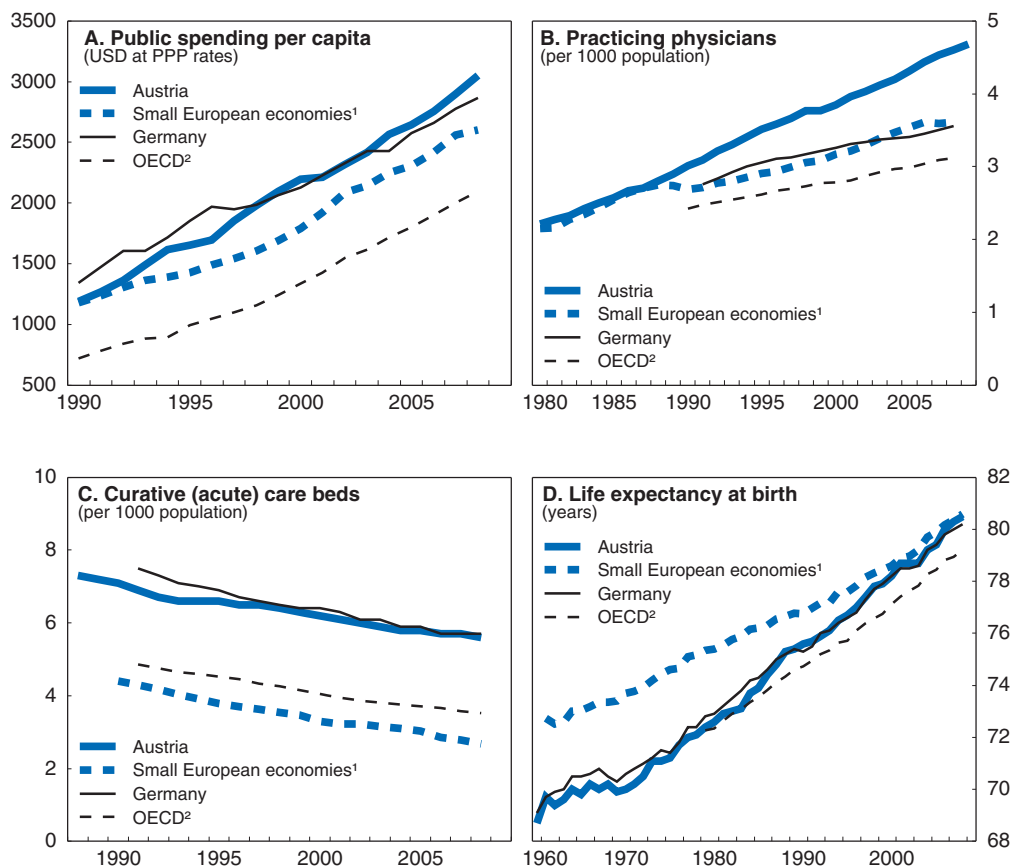 A. Public spending per capita
(USD at PPP rates)
Austria
Small European economies¹
Germany
OECD²
3500
3000
2500
2000
1500
1000
500
1990 1995 2000 2005
B. Practicing physicians
(per 1000 population)
Austria
Small European economies¹
Germany
OECD²
5
4
3
2
1
0
1980 1985 1990 1995 2000 2005
C. Curative (acute) care beds
(per 1000 population)
Austria
Small European economies¹
Germany
OECD²
10
8
6
4
2
0
1990 1995 2000 2005
D. Life expectancy at birth
(years)
Austria
Small European economies¹
Germany
OECD²
82
80
78
76
74
72
70
68
1960 1970 1980 1990 2000